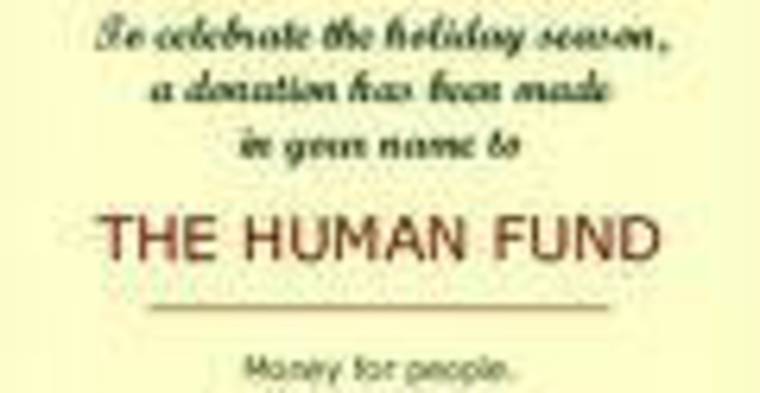 To celebrate the holiday season,
a donation has been made
in your name to
THE HUMAN FUND
Money for people.